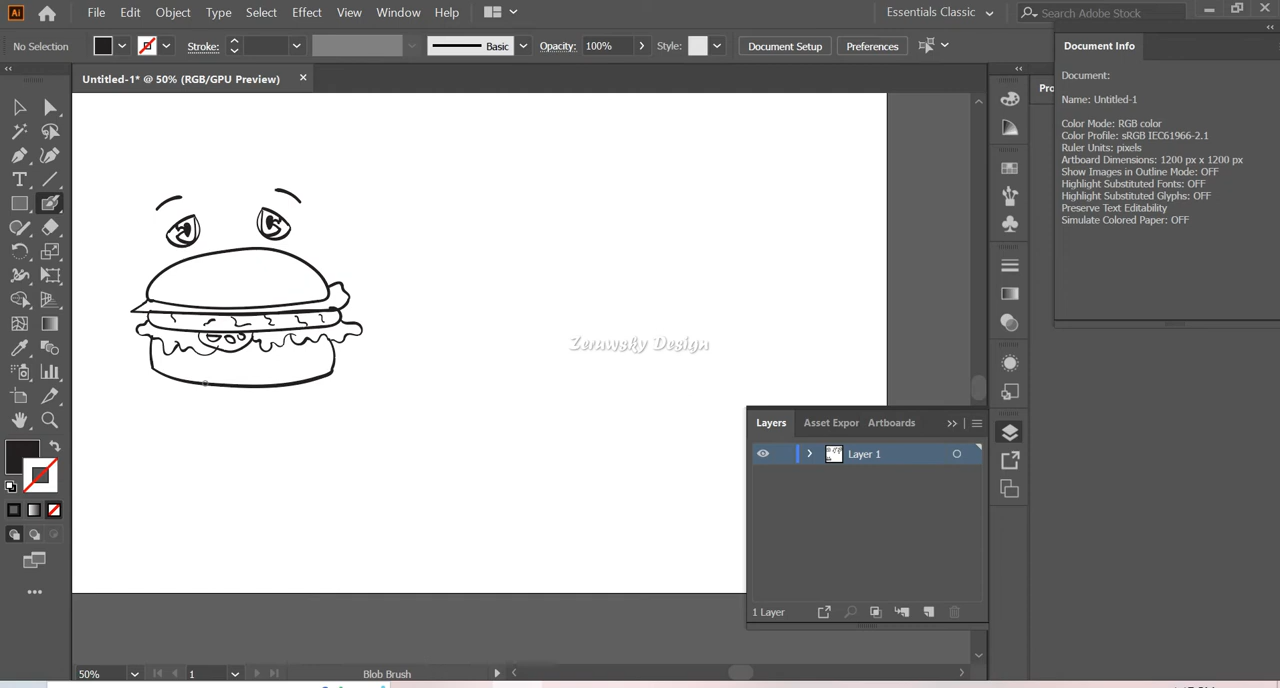 Ai File Edit Object Type Select Effect View Window Help Essentials Classic Search Adobe Stock
No Selection Stroke: Basic Opacity: 100% Style: Document Setup Preferences
Untitled-1* @ 50% (RGB/GPU Preview)
Document Info
Document:
Name: Untitled-1
Color Mode: RGB color
Color Profile: sRGB IEC61966-2.1
Ruler Units: pixels
Artboard Dimensions: 1200 px x 1200 px
Show Images in Outline Mode: OFF
Highlight Substituted Fonts: OFF
Highlight Substituted Glyphs: OFF
Preserve Text Editability
Simulate Colored Paper: OFF
Zerawsky Design
Layers Asset Expor Artboards
Layer 1
1 Layer
50% 1 Blob Brush